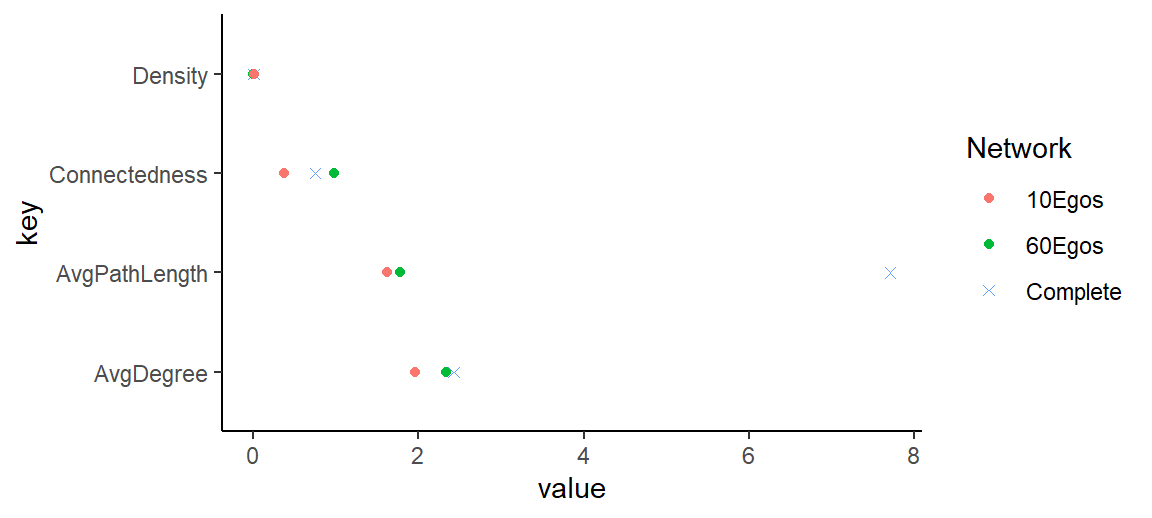 Density
Connectedness
AvgPathLength
AvgDegree
key
0 2 4 6 8
value
Network
10Egos
60Egos
Complete